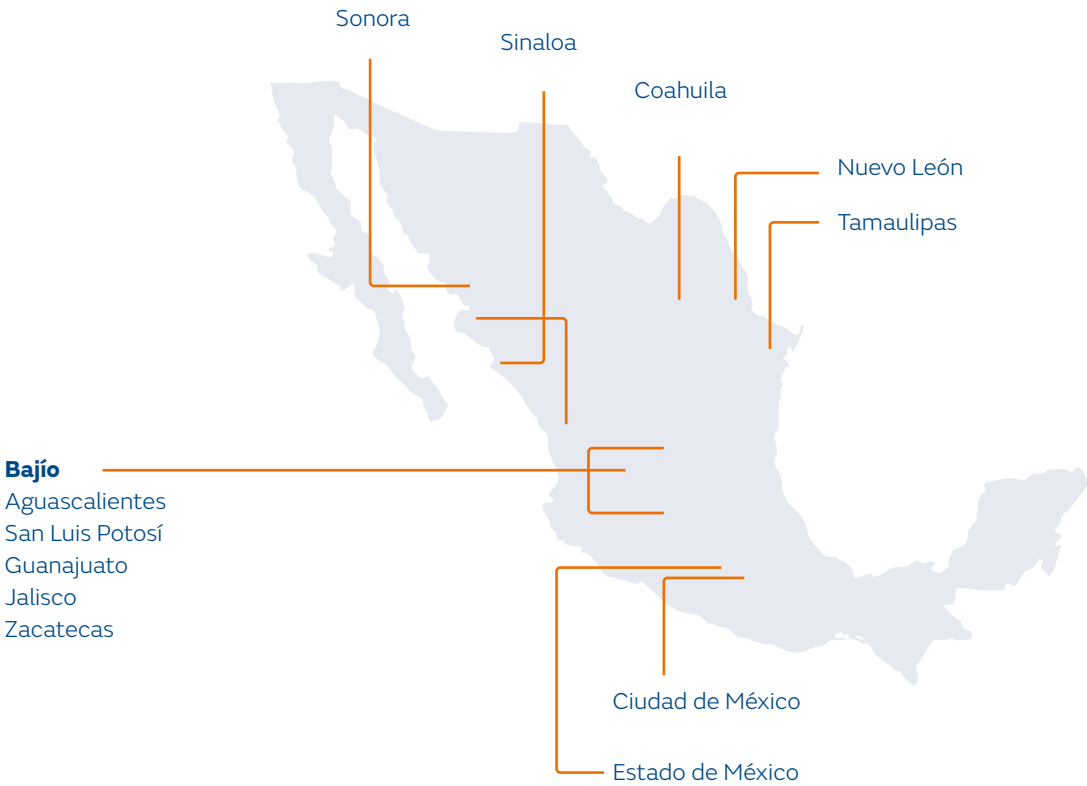 Sonora
Sinaloa
Coahuila
Nuevo León
Tamaulipas
Bajío
Aguascalientes
San Luis Potosí
Guanajuato
Jalisco
Zacatecas
Ciudad de México
Estado de México